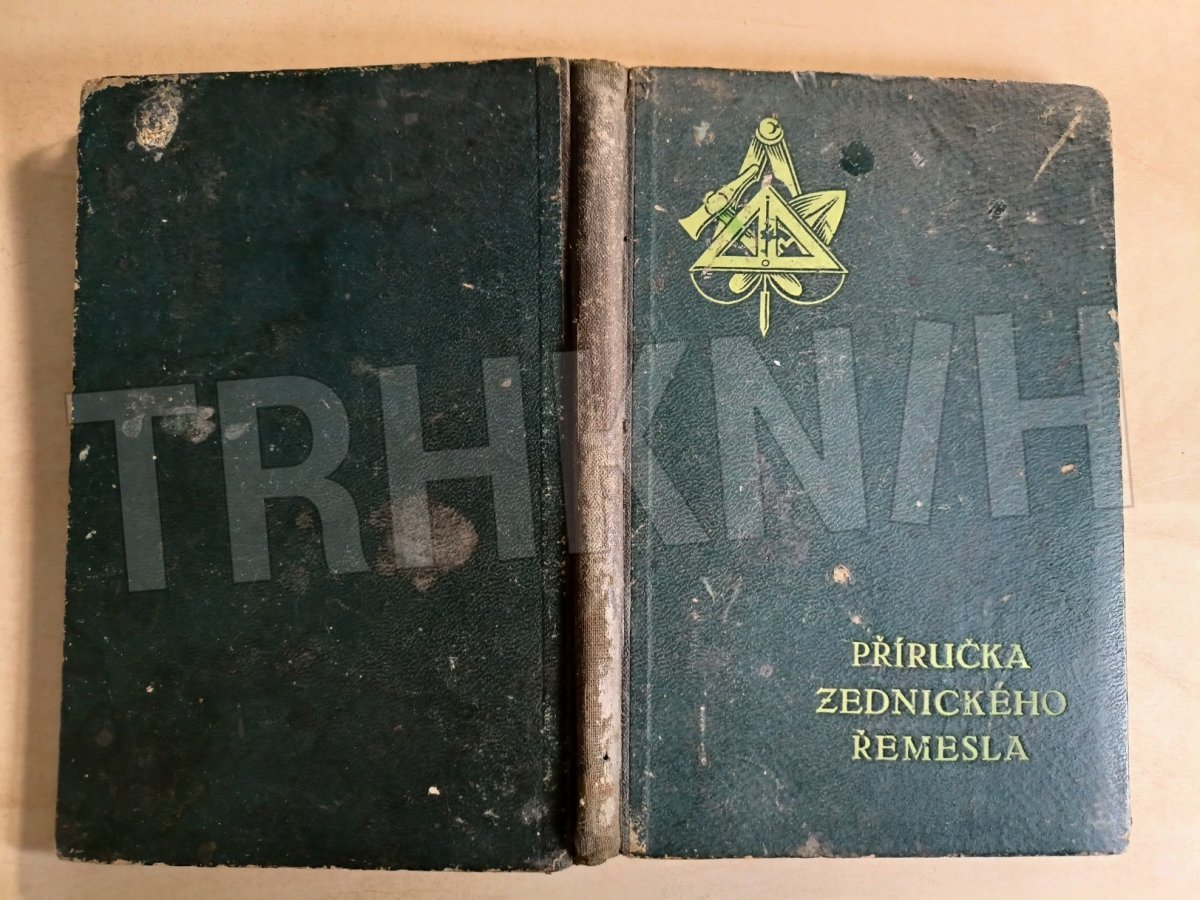 TRHKNIH
PŘÍRUČKA
ZEDNICKÉHO
ŘEMESLA